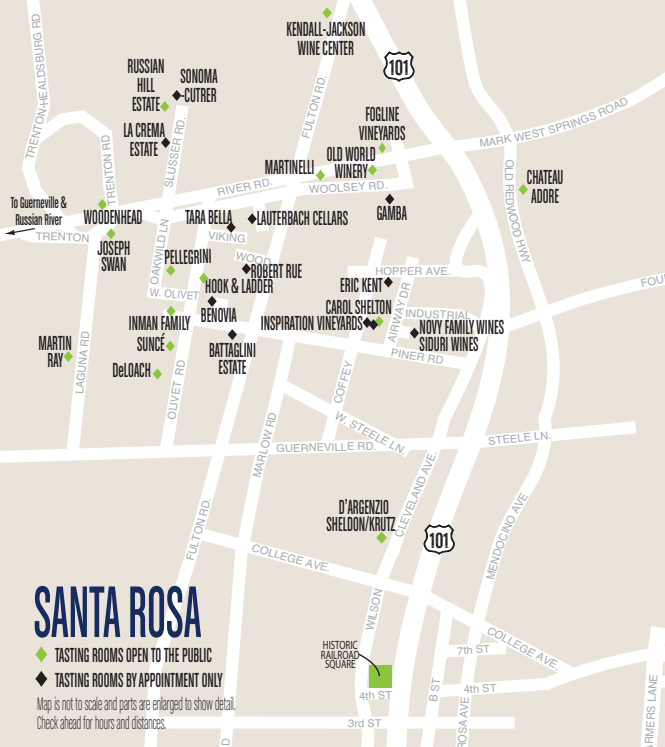 KENDALL-JACKSON
WINE CENTER
101
TRENTON HEALDSBURG RD
RUSSIAN
HILL
ESTATE
SONOMA
-CUTRER
FULTON RD.
FOGLINE
VINEYARDS
MARK WEST SPRINGS ROAD
LA CREMA
ESTATE
SLUSSER RD.
TRENTON RD
MARTINELLI
OLD WORLD
WINERY
RIVER RD.
WOOLSEY RD.
OLD REDWOOD HWY
CHATEAU
ADORE
To Guerneville &
Russian River
WOODENHEAD
TARA BELLA
LAUTERBACH CELLARS
GAMBA
TRENTON
VIKING
JOSEPH
SWAN
OAKWILD LN
PELLEGRINI
WOOD
ROBERT RUE
HOPPER AVE.
HOOK & LADDER
ERIC KENT
FOU
W. OLIVET
AIRWAY DR
BENOVIA
CAROL SHELTON
INDUSTRIAL
INMAN FAMILY
INSPIRATION VINEYARDS
NOVY FAMILY WINES
SIDURI WINES
MARTIN
RAY
SUNCÉ
BATTAGLINI
ESTATE
PINER RD
LAGUNA RD
DeLOACH
OLIVET RD
COFFEY
MARLOW RD
W. STEELE LN.
GUERNEVILLE RD.
STEELE LN.
CLEVELAND AVE.
D'ARGENZIO
SHELDON/KRUTZ
FULTON RD.
101
MENDOCINO AVE.
COLLEGE AVE.
WILSON
SANTA ROSA
TASTING ROOMS OPEN TO THE PUBLIC
TASTING ROOMS BY APPOINTMENT ONLY
Map is not to scale and parts are enlarged to show detail.
Check ahead for hours and distances.
HISTORIC
RAILROAD
SQUARE
COLLEGE AVE.
7th ST
4th ST
4th ST
B ST
3rd ST
ROSA AVE
RMERS LANE
D